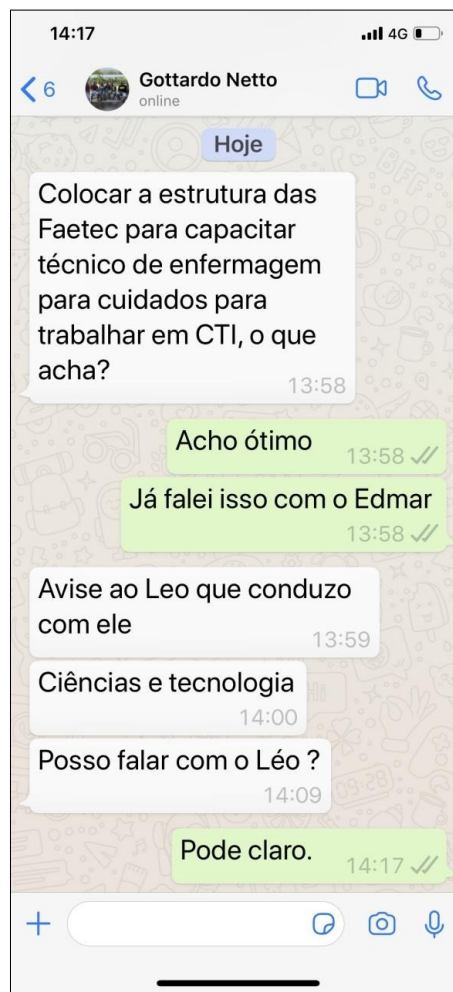 14:17
4G
6
Gottardo Netto
online
Hoje
Colocar a estrutura das
Faetec para capacitar
técnico de enfermagem
para cuidados para
trabalhar em CTI, o que
acha?
13:58
Acho ótimo
13:58
Já falei isso com o Edmar
13:58
Avise ao Leo que conduzo
com ele
13:59
Ciências e tecnologia
14:00
Posso falar com o Léo ?
14:09
Pode claro.
14:17